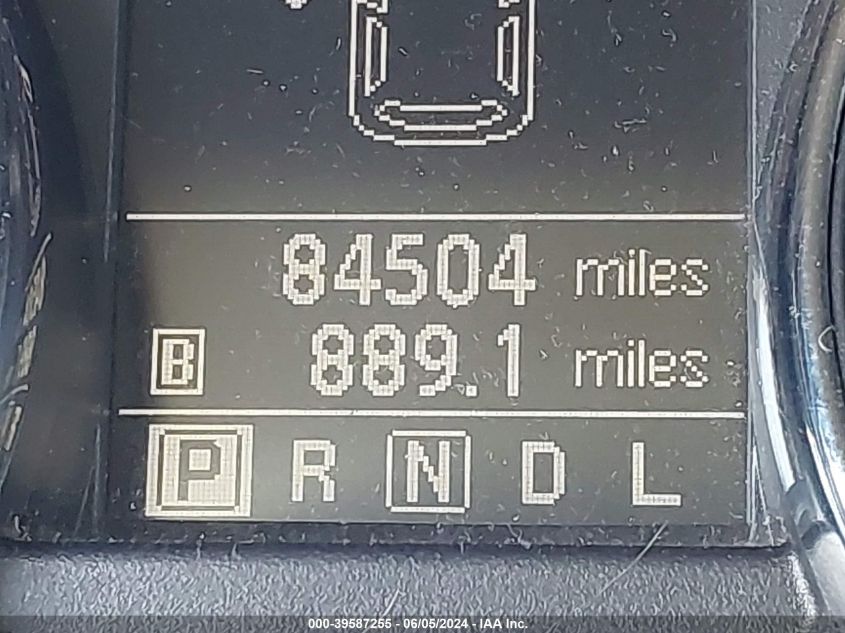 84504 miles
B 889.1 miles
P R N D L
000-39587255 - 06/05/2024 - IAA Inc.